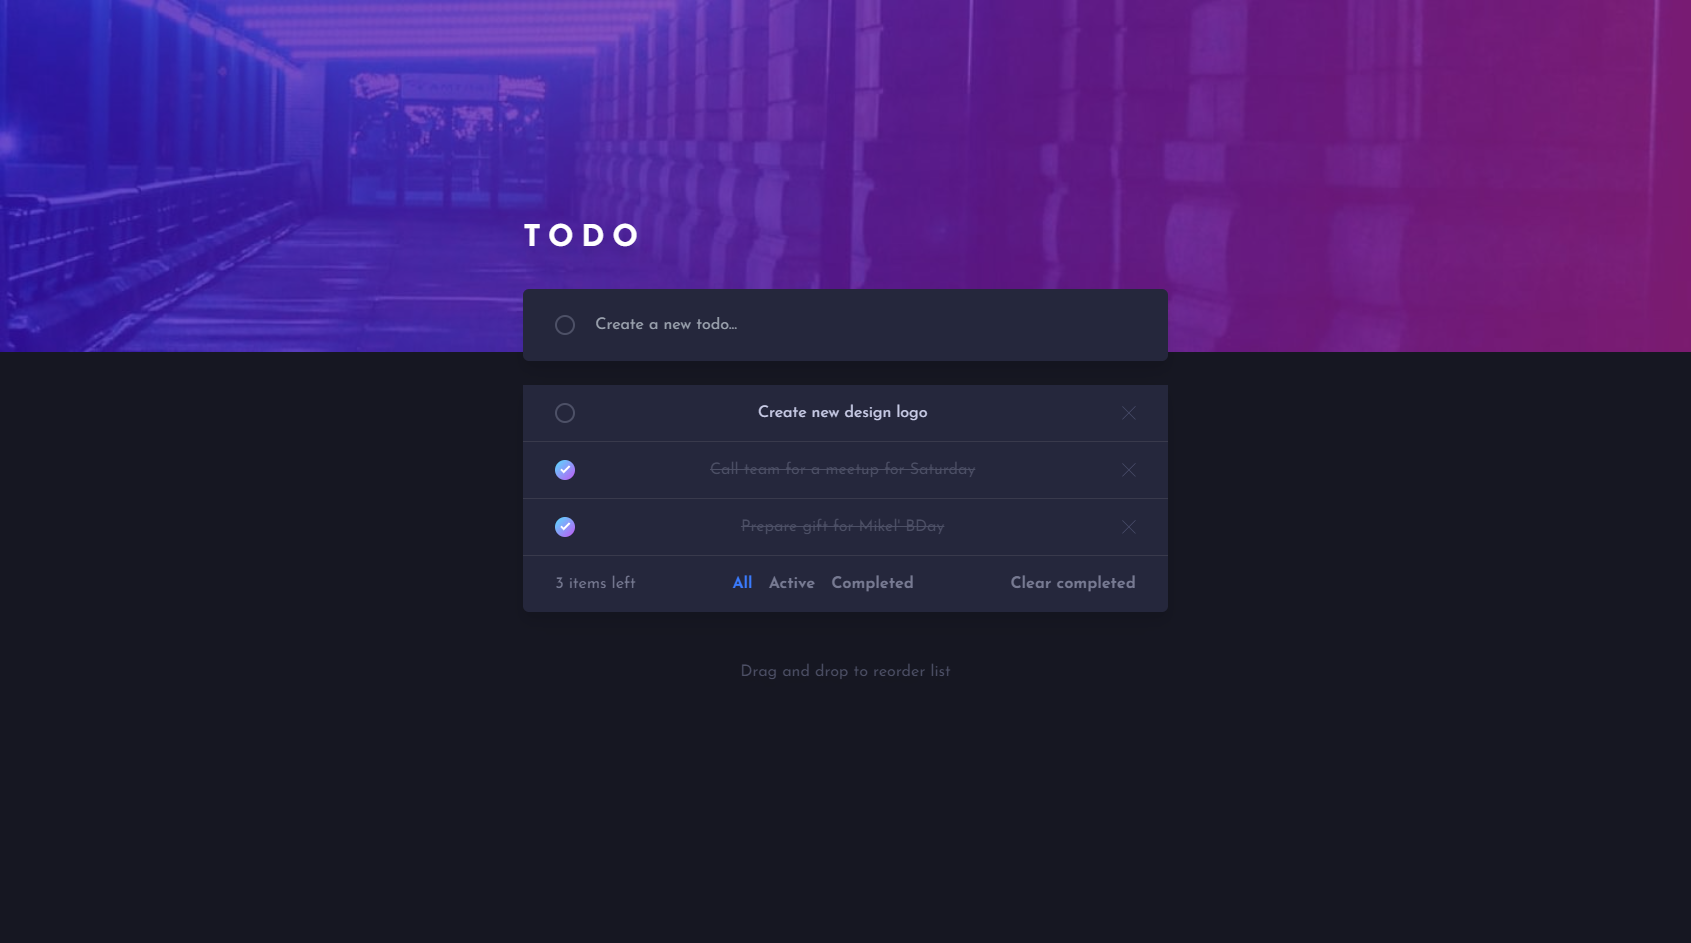 TODO
Create a new todo...
Create new design logo
Call team for a meetup for Saturday
Prepare gift for Mikel' BDay
3 items left All Active Completed Clear completed
Drag and drop to reorder list